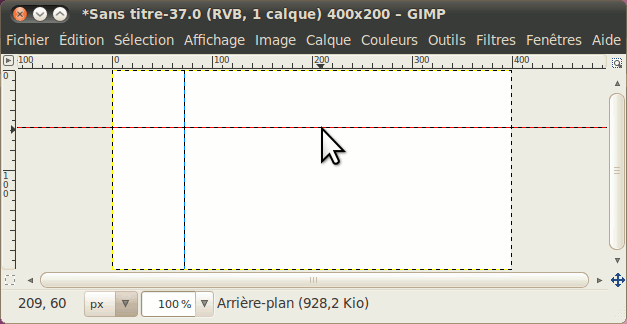 *Sans titre-37.0 (RVB, 1 calque) 400x200 – GIMP
Fichier Édition Sélection Affichage Image Calque Couleurs Outils Filtres Fenêtres Aide
100 0 100 200 300 400
0
100
209, 60 px 100 % Arrière-plan (928,2 Kio)